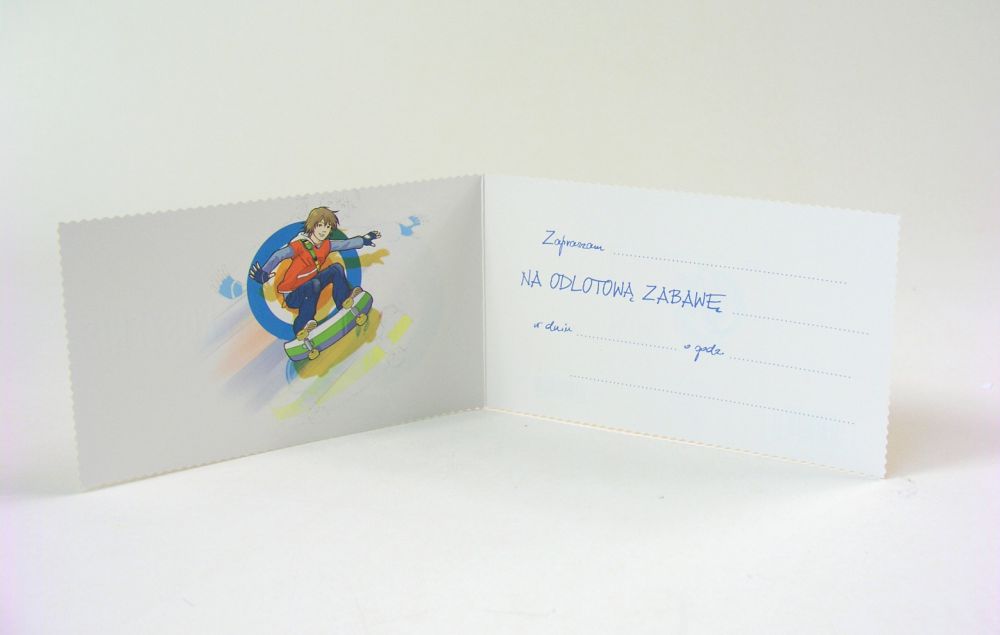 Zapraszam ........................
NA ODLOTOWĄ ZABAWĘ ........................
w dniu ........................ o godz. ........................
........................